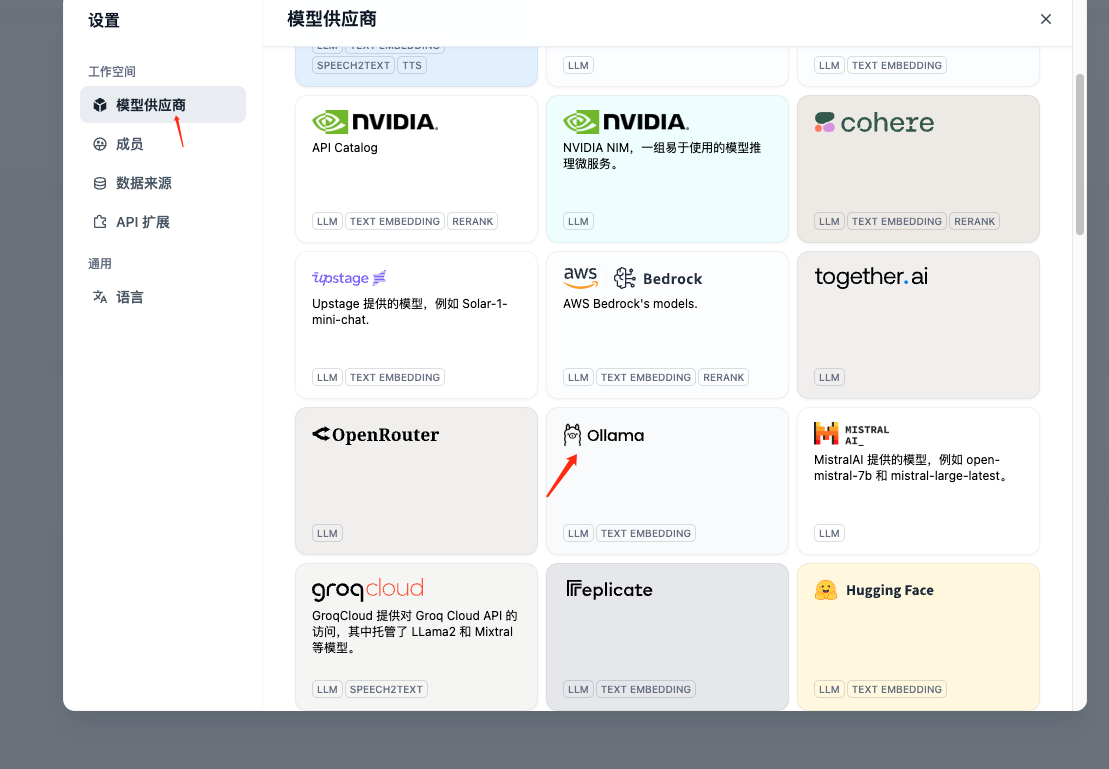 设置
工作空间
模型供应商
成员
数据来源
API 扩展
通用
语言
模型供应商
LLM TEXT EMBEDDING
SPEECH2TEXT TTS
LLM
LLM TEXT EMBEDDING
NVIDIA.
API Catalog
LLM TEXT EMBEDDING RERANK
NVIDIA.
NVIDIA NIM，一组易于使用的模型推
理微服务。
LLM
cohere
LLM TEXT EMBEDDING RERANK
upstage
Upstage 提供的模型，例如 Solar-1-
mini-chat.
LLM TEXT EMBEDDING
aws Bedrock
AWS Bedrock's models.
LLM TEXT EMBEDDING RERANK
together.ai
LLM
OpenRouter
LLM
Ollama
LLM TEXT EMBEDDING
MISTRAL
AI_
MistralAI 提供的模型，例如 open-
mistral-7b 和 mistral-large-latest。
LLM
groqcloud
GroqCloud 提供对 Groq Cloud API 的
访问，其中托管了 LLama2 和 Mixtral
等模型。
LLM SPEECH2TEXT
Replicate
LLM TEXT EMBEDDING
Hugging Face
LLM TEXT EMBEDDING